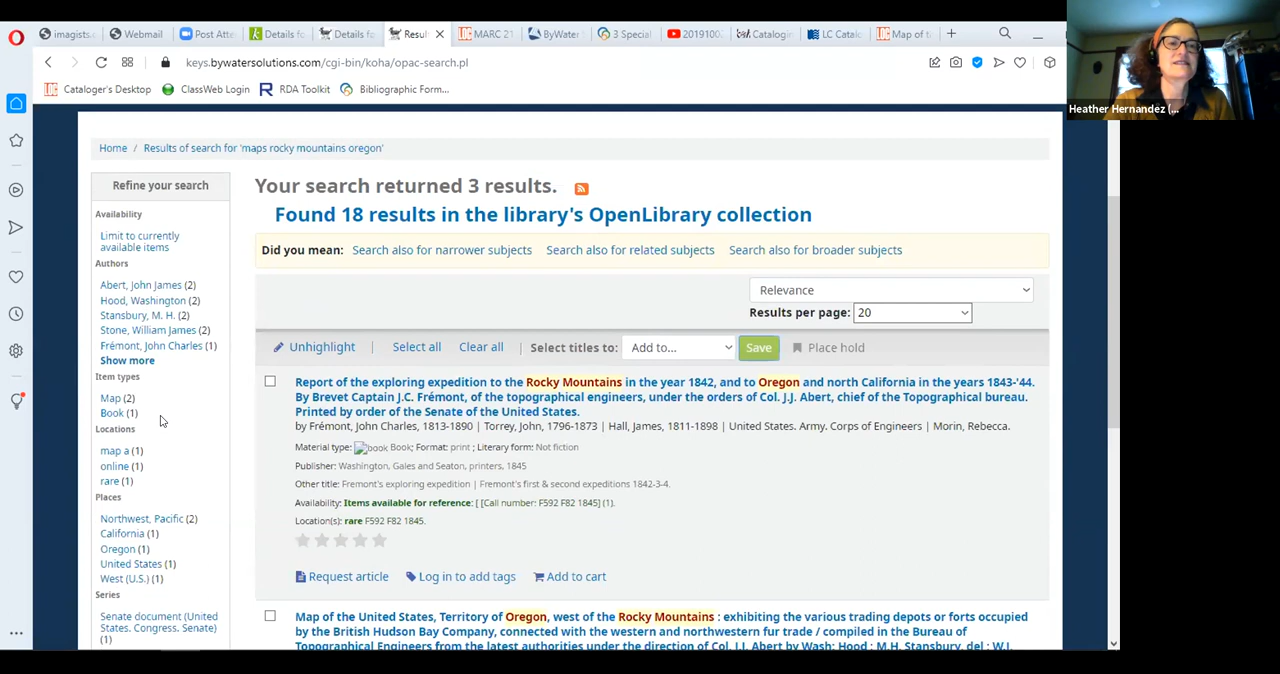 imagists.c
Webmail
Post Atte
Details fo
Details fa
Resul
MARC 21
ByWater
3 Special
20191002
Catalogin
LC Catalo
Map of t
keys.bywatersolutions.com/cgi-bin/koha/opac-search.pl
Cataloger's Desktop
ClassWeb Login
RDA Toolkit
Bibliographic Form...
Heather Hernandez (...
Home / Results of search for 'maps rocky mountains oregon'
Refine your search
Availability
Limit to currently
available items
Authors
Abert, John James (2)
Hood, Washington (2)
Stansbury, M. H. (2)
Stone, William James (2)
Frémont, John Charles (1)
Show more
Item types
Map (2)
Book (1)
Locations
map a (1)
online (1)
rare (1)
Places
Northwest, Pacific (2)
California (1)
Oregon (1)
United States (1)
West (U.S.) (1)
Series
Senate document (United
States. Congress. Senate)
(1)
Your search returned 3 results.
Found 18 results in the library's OpenLibrary collection
Did you mean: Search also for narrower subjects Search also for related subjects Search also for broader subjects
Relevance
Results per page: 20
Unhighlight | Select all Clear all | Select titles to: Add to... Save Place hold
Report of the exploring expedition to the Rocky Mountains in the year 1842, and to Oregon and north California in the years 1843-'44.
By Brevet Captain J.C. Frémont, of the topographical engineers, under the orders of Col. J.J. Abert, chief of the Topographical bureau.
Printed by order of the Senate of the United States.
by Frémont, John Charles, 1813-1890 | Torrey, John, 1796-1873 | Hall, James, 1811-1898 | United States. Army. Corps of Engineers | Morin, Rebecca.
Material type: book Book; Format: print ; Literary form: Not fiction
Publisher: Washington, Gales and Seaton, printers, 1845
Other title: Fremont's exploring expedition | Fremont's first & second expeditions 1842-3-4.
Availability: Items available for reference: [ [Call number: F592 F82 1845] (1).
Location(s): rare F592 F82 1845.
Request article Log in to add tags Add to cart
Map of the United States, Territory of Oregon, west of the Rocky Mountains : exhibiting the various trading depots or forts occupied
by the British Hudson Bay Company, connected with the western and northwestern fur trade / compiled in the Bureau of
Topographical Engineers from the latest authorities under the direction of Col. J.J. Abert by Wash: Hood ; M.H. Stansbury, del ; W.J.